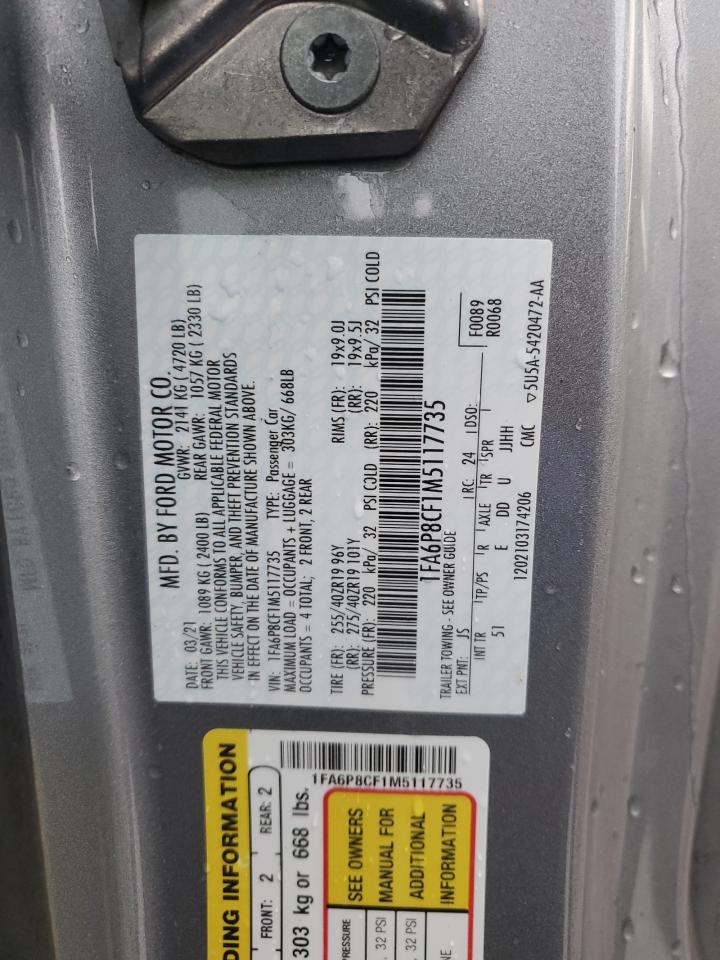 MFD. BY FORD MOTOR CO.
DATE: 03/21 GVWR: 2141 KG ( 4720 LB)
FRONT GAWR: 1089 KG ( 2400 LB) REAR GAWR: 1057 KG ( 2330 LB)
THIS VEHICLE CONFORMS TO ALL APPLICABLE FEDERAL MOTOR
VEHICLE SAFETY, BUMPER, AND THEFT PREVENTION STANDARDS
IN EFFECT ON THE DATE OF MANUFACTURE SHOWN ABOVE.
VIN: 1FA6P8CF1M5117735 TYPE: Passenger Car
MAXIMUM LOAD = OCCUPANTS + LUGGAGE = 303KG/ 668LB
OCCUPANTS = 4 TOTAL; 2 FRONT, 2 REAR
TIRE (FR): 255/40ZR19 96Y RIMS (FR): 19x9.0J
(RR): 275/40ZR19 101Y (RR): 19x9.5J
PRESSURE (FR): 220 kPa/ 32 PSI COLD (RR): 220 kPa/ 32 PSI COLD
1FA6P8CF1M5117735
TRAILER TOWING - SEE OWNER GUIDE F0089
EXT PNT: JS RC: 24 DSO: R0068
INT TR TP/PS R AXLE TR SPR
51 E DD U JJHH
1202103174206 CMC ▽5U5A-5420472-AA
DING INFORMATION
FRONT: 2 REAR: 2
303 kg or 668 lbs.
1FA6P8CF1M5117735
PRESSURE
, 32 PSI
, 32 PSI
NE
SEE OWNERS
MANUAL FOR
ADDITIONAL
INFORMATION